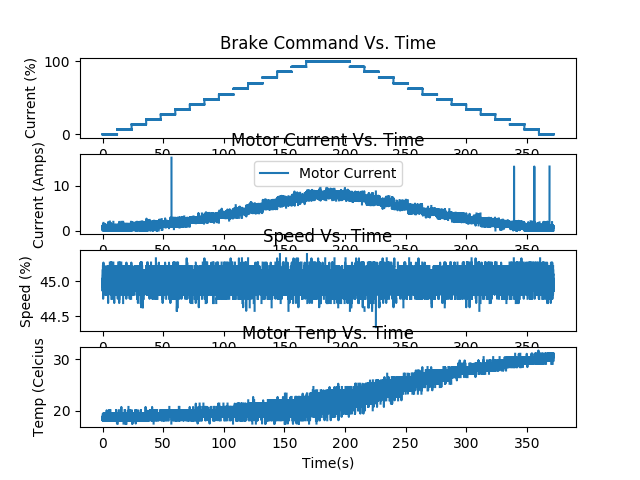 Brake Command Vs. Time
Current (%)
100
0
0 50 100 150 200 250 300 350
Motor Current Vs. Time
Current (Amps)
Motor Current
10
0
0 50 100 150 200 250 300 350
Speed Vs. Time
Speed (%)
45.0
44.5
0 50 100 150 200 250 300 350
Motor Tenp Vs. Time
Temp (Celcius
30
20
0 50 100 150 200 250 300 350
Time(s)